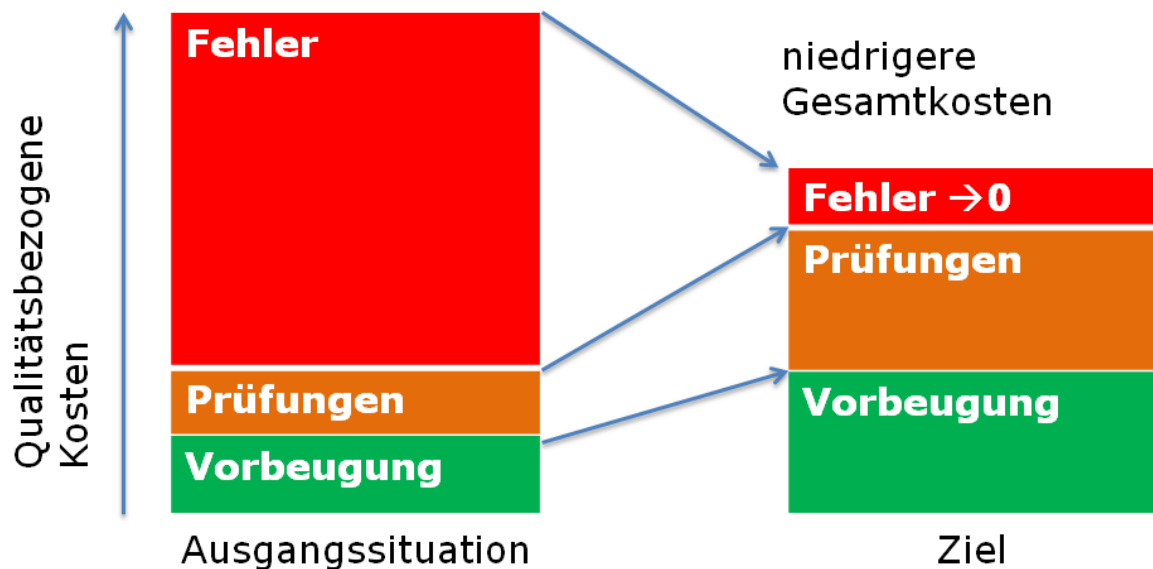 Qualitätsbezogene
Kosten
Fehler
Prüfungen
Vorbeugung
Ausgangssituation
niedrigere
Gesamtkosten
Fehler →0
Prüfungen
Vorbeugung
Ziel